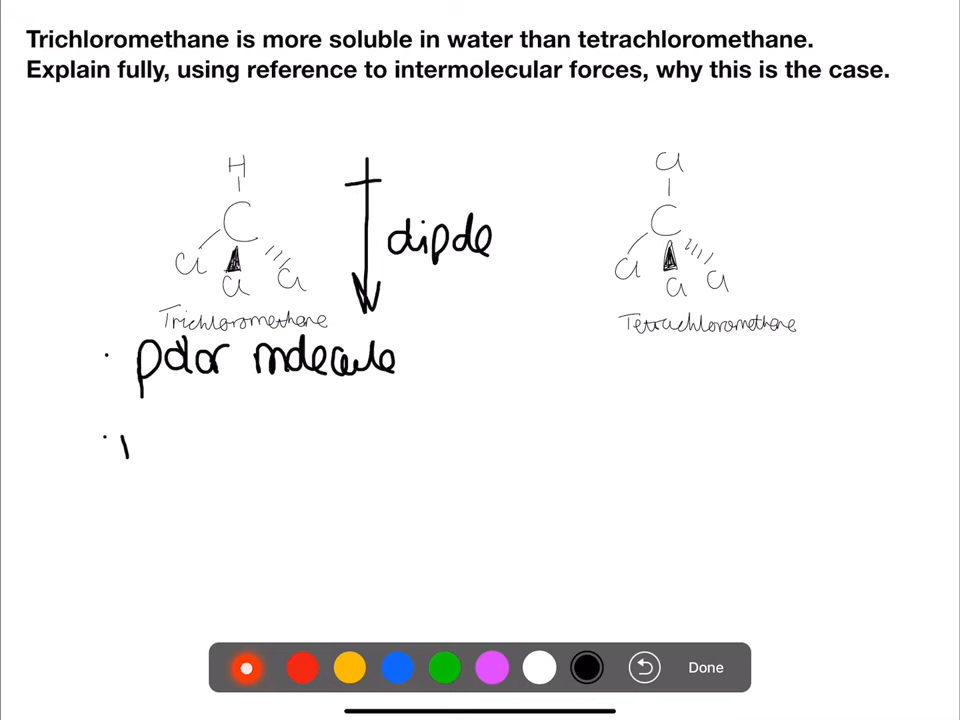 Trichloromethane is more soluble in water than tetrachloromethane.
Explain fully, using reference to intermolecular forces, why this is the case.
H
C
Cl Cl Cl
dipole
Trichloromethane
Cl
C
Cl Cl Cl
Tetrachloromethane
• polar molecule
•
Done